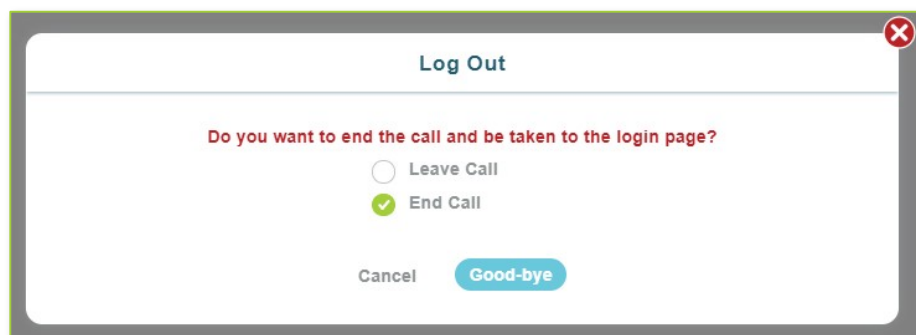 Log Out
Do you want to end the call and be taken to the login page?
Leave Call
End Call
Cancel Good-bye